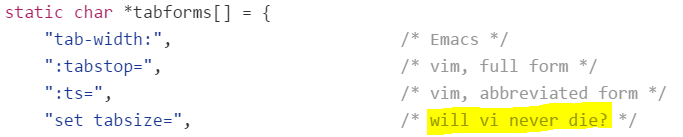 static char *tabforms[] = {
"tab-width:", /* Emacs */
":tabstop=", /* vim, full form */
":ts=", /* vim, abbreviated form */
"set tabsize=", /* will vi never die? */